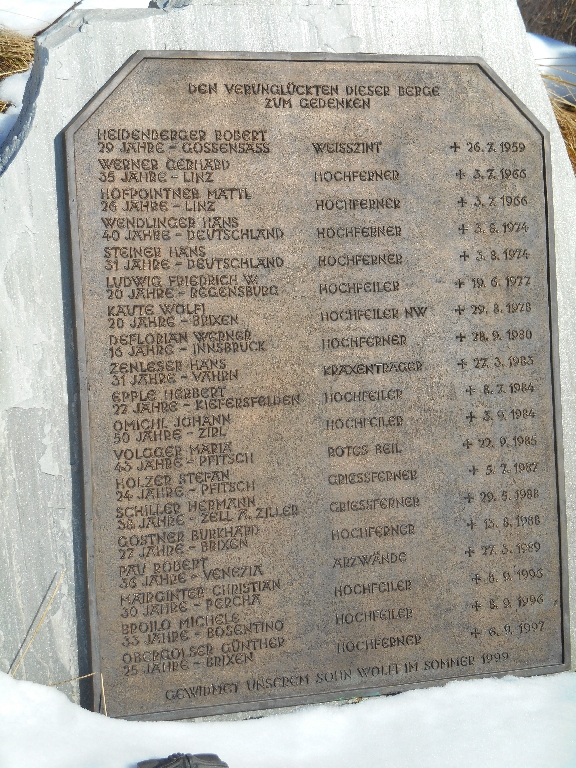 DEN VERUNGLÜCKTEN DIESER BERGE
ZUM GEDENKEN
HEIDENBERGER ROBERT
29 JAHRE - GOSSENSASS WEISSZINT + 26.7.1959
WERNER GERHARD
35 JAHRE - LINZ HOCHFERNER + 3.7.1966
HOFPOINTNER MATTL
26 JAHRE - LINZ HOCHFERNER + 3.7.1966
WENDLINGER HANS
40 JAHRE - DEUTSCHLAND HOCHFERNER + 3.8.1974
STEINER HANS
31 JAHRE - DEUTSCHLAND HOCHFERNER + 3.8.1974
LUDWIG FRIEDRICH W.
20 JAHRE - REGENSBURG HOCHFEILER + 19.6.1977
KAUTE WOLFI
20 JAHRE - BRIXEN HOCHFEILER NW + 29.8.1978
DEFLORIAN WERNER
16 JAHRE - INNSBRUCK HOCHFERNER + 28.9.1980
ZENLESER HANS
31 JAHRE - VAHRN KRAXENTRAGER + 27.3.1983
EPPLE HERBERT
22 JAHRE - KIEFERSFELDEN HOCHFEILER + 8.7.1984
OMICHL JOHANN
50 JAHRE - ZIRL HOCHFEILER + 3.9.1984
VOLGGER MARIA
43 JAHRE - PFITSCH ROTES BEIL + 22.9.1985
HOLZER STEFAN
24 JAHRE - PFITSCH GRIESSFERNER + 5.7.1987
SCHILLER HERMANN
38 JAHRE - ZELL A. ZILLER GRIESSFERNER + 29.5.1988
GOSTNER BURKHARD
27 JAHRE - BRIXEN HOCHFERNER + 13.8.1988
PAU ROBERT
36 JAHRE - VENEZIA ARZWÄNDE + 27.3.1989
MAIRGINTER CHRISTIAN
30 JAHRE - PERCHA HOCHFEILER
BROILO MICHELE
33 JAHRE - ROSENTINO HOCHFEILER + 8.9.1996
OBERGOLSER GÜNTHER
25 JAHRE - BRIXEN HOCHFERNER + 6.9.1997
GEWIDMET UNSEREM SOHN WOLFI IM SOMMER 1999